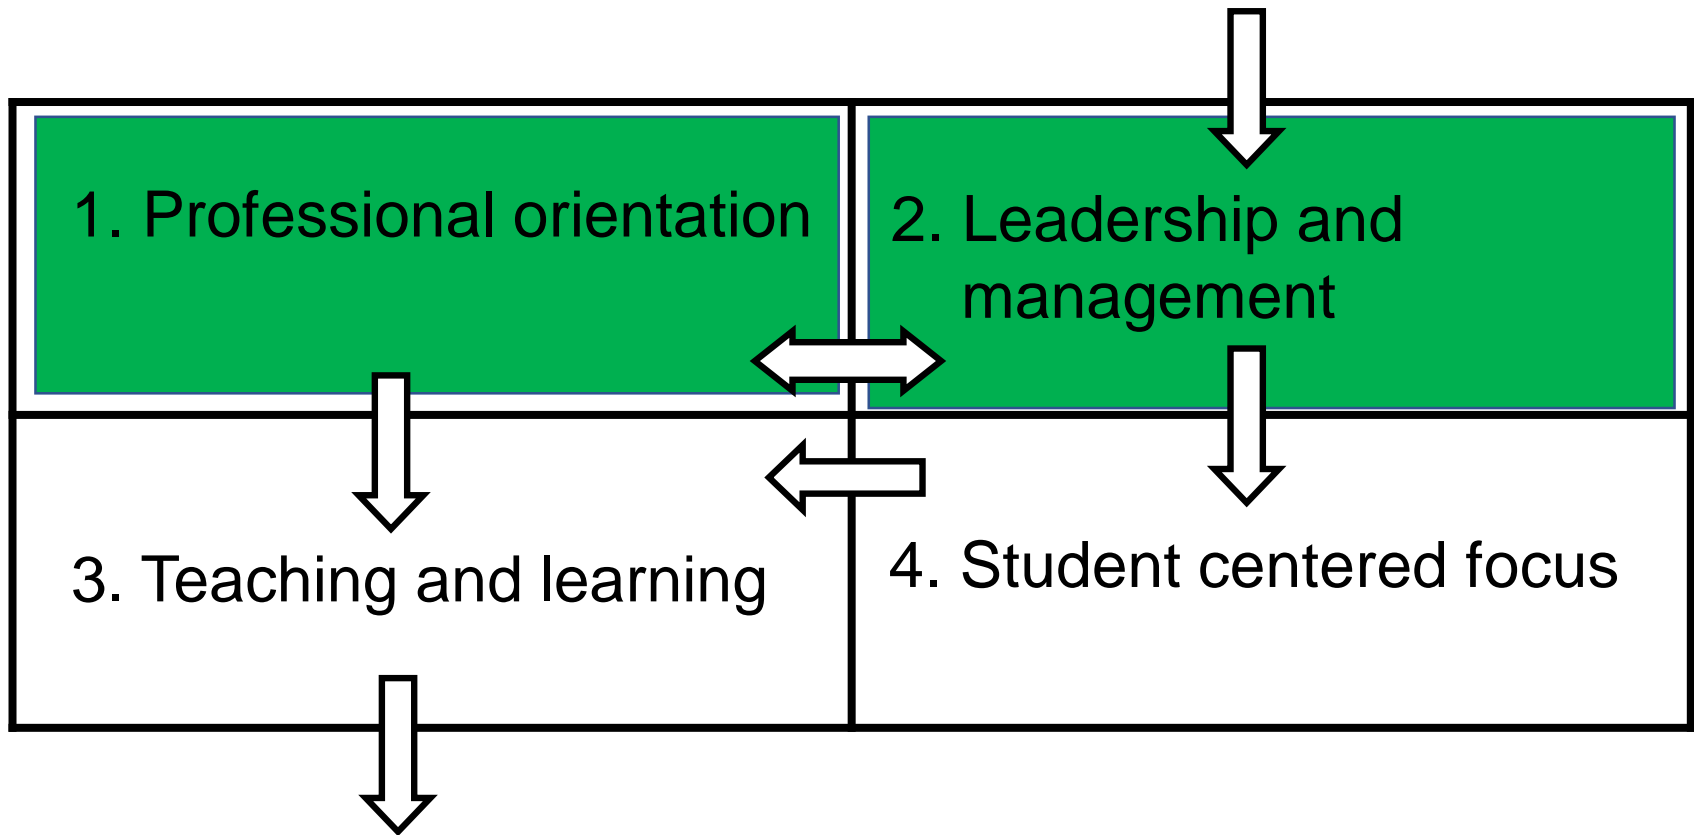 1. Professional orientation
2. Leadership and
management
3. Teaching and learning
4. Student centered focus